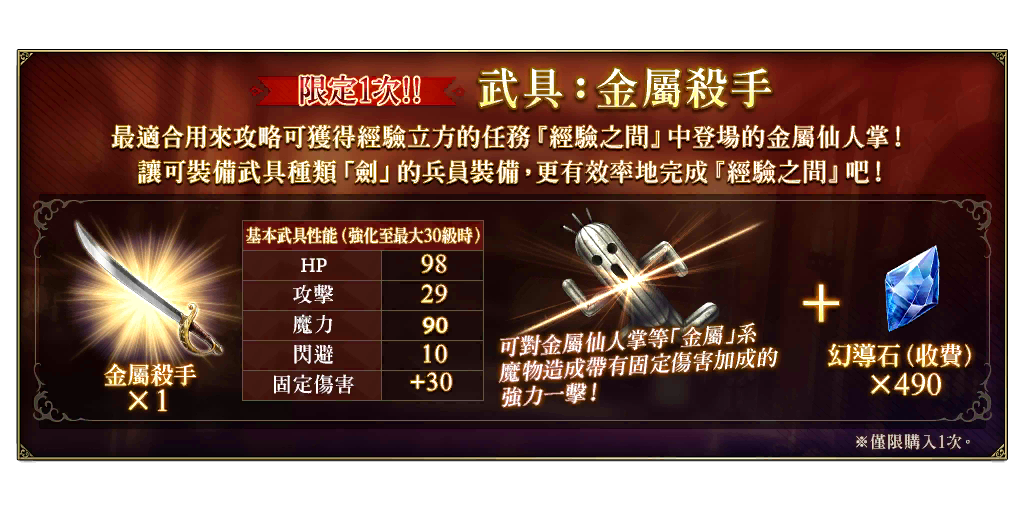 限定1次!!
武具：金屬殺手
最適合用來攻略可獲得經驗立方的任務『經驗之間』中登場的金屬仙人掌！
讓可裝備武具種類「劍」的兵員裝備，更有效率地完成『經驗之間』吧！
金屬殺手
×1
基本武具性能（強化至最大30級時）
HP 98
攻擊 29
魔力 90
閃避 10
固定傷害 +30
可對金屬仙人掌等「金屬」系
魔物造成帶有固定傷害加成的
強力一擊！
+
幻導石（收費）
×490
※僅限購入1次。